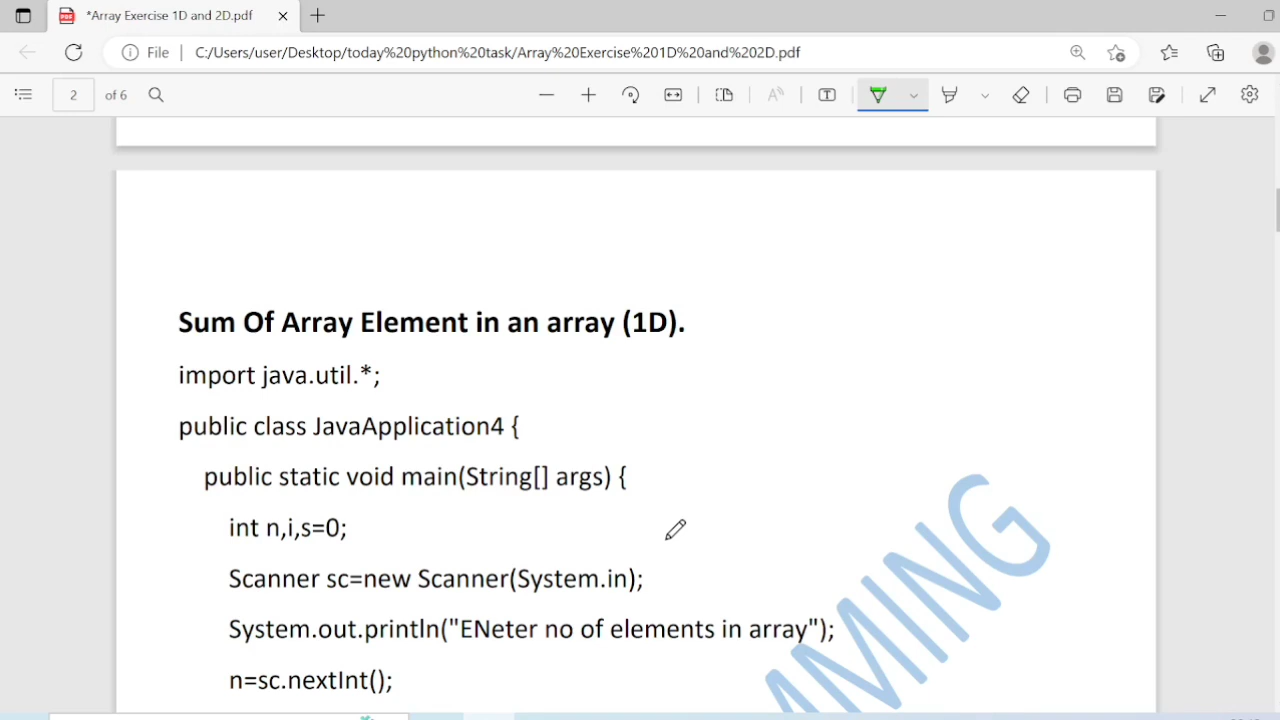 *Array Exercise 1D and 2D.pdf
File C:/Users/user/Desktop/today%20python%20task/Array%20Exercise%201D%20and%202D.pdf
2 of 6
Sum Of Array Element in an array (1D).
import java.util.*;
public class JavaApplication4 {
public static void main(String[] args) {
int n,i,s=0;
Scanner sc=new Scanner(System.in);
System.out.println("ENeter no of elements in array");
n=sc.nextInt();
MMING